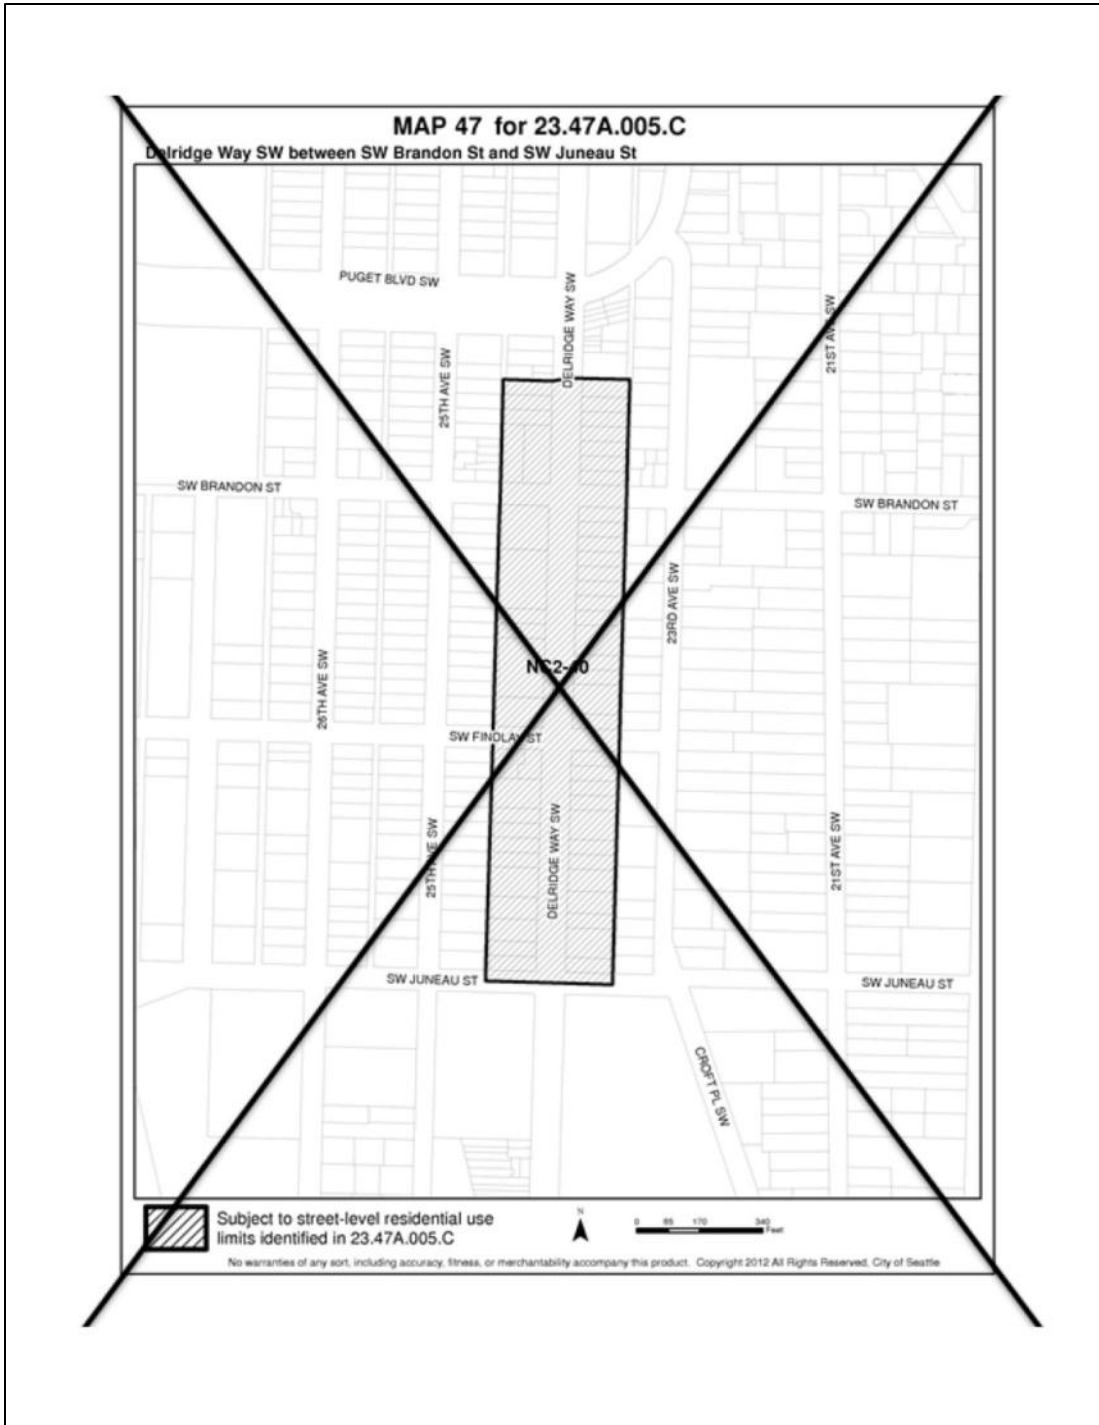 MAP 47 for 23.47A.005.C
Delridge Way SW between SW Brandon St and SW Juneau St
PUGET BLVD SW
DELRIDGE WAY SW
21ST AVE SW
25TH AVE SW
SW BRANDON ST
SW BRANDON ST
23RD AVE SW
26TH AVE SW
NC2-40
SW FINDLAY ST
25TH AVE SW
DELRIDGE WAY SW
21ST AVE SW
SW JUNEAU ST
SW JUNEAU ST
CROFT PL SW
Subject to street-level residential use
limits identified in 23.47A.005.C
N
0 85 170 340
Feet
No warranties of any sort, including accuracy, fitness, or merchantability accompany this product. Copyright 2012 All Rights Reserved, City of Seattle